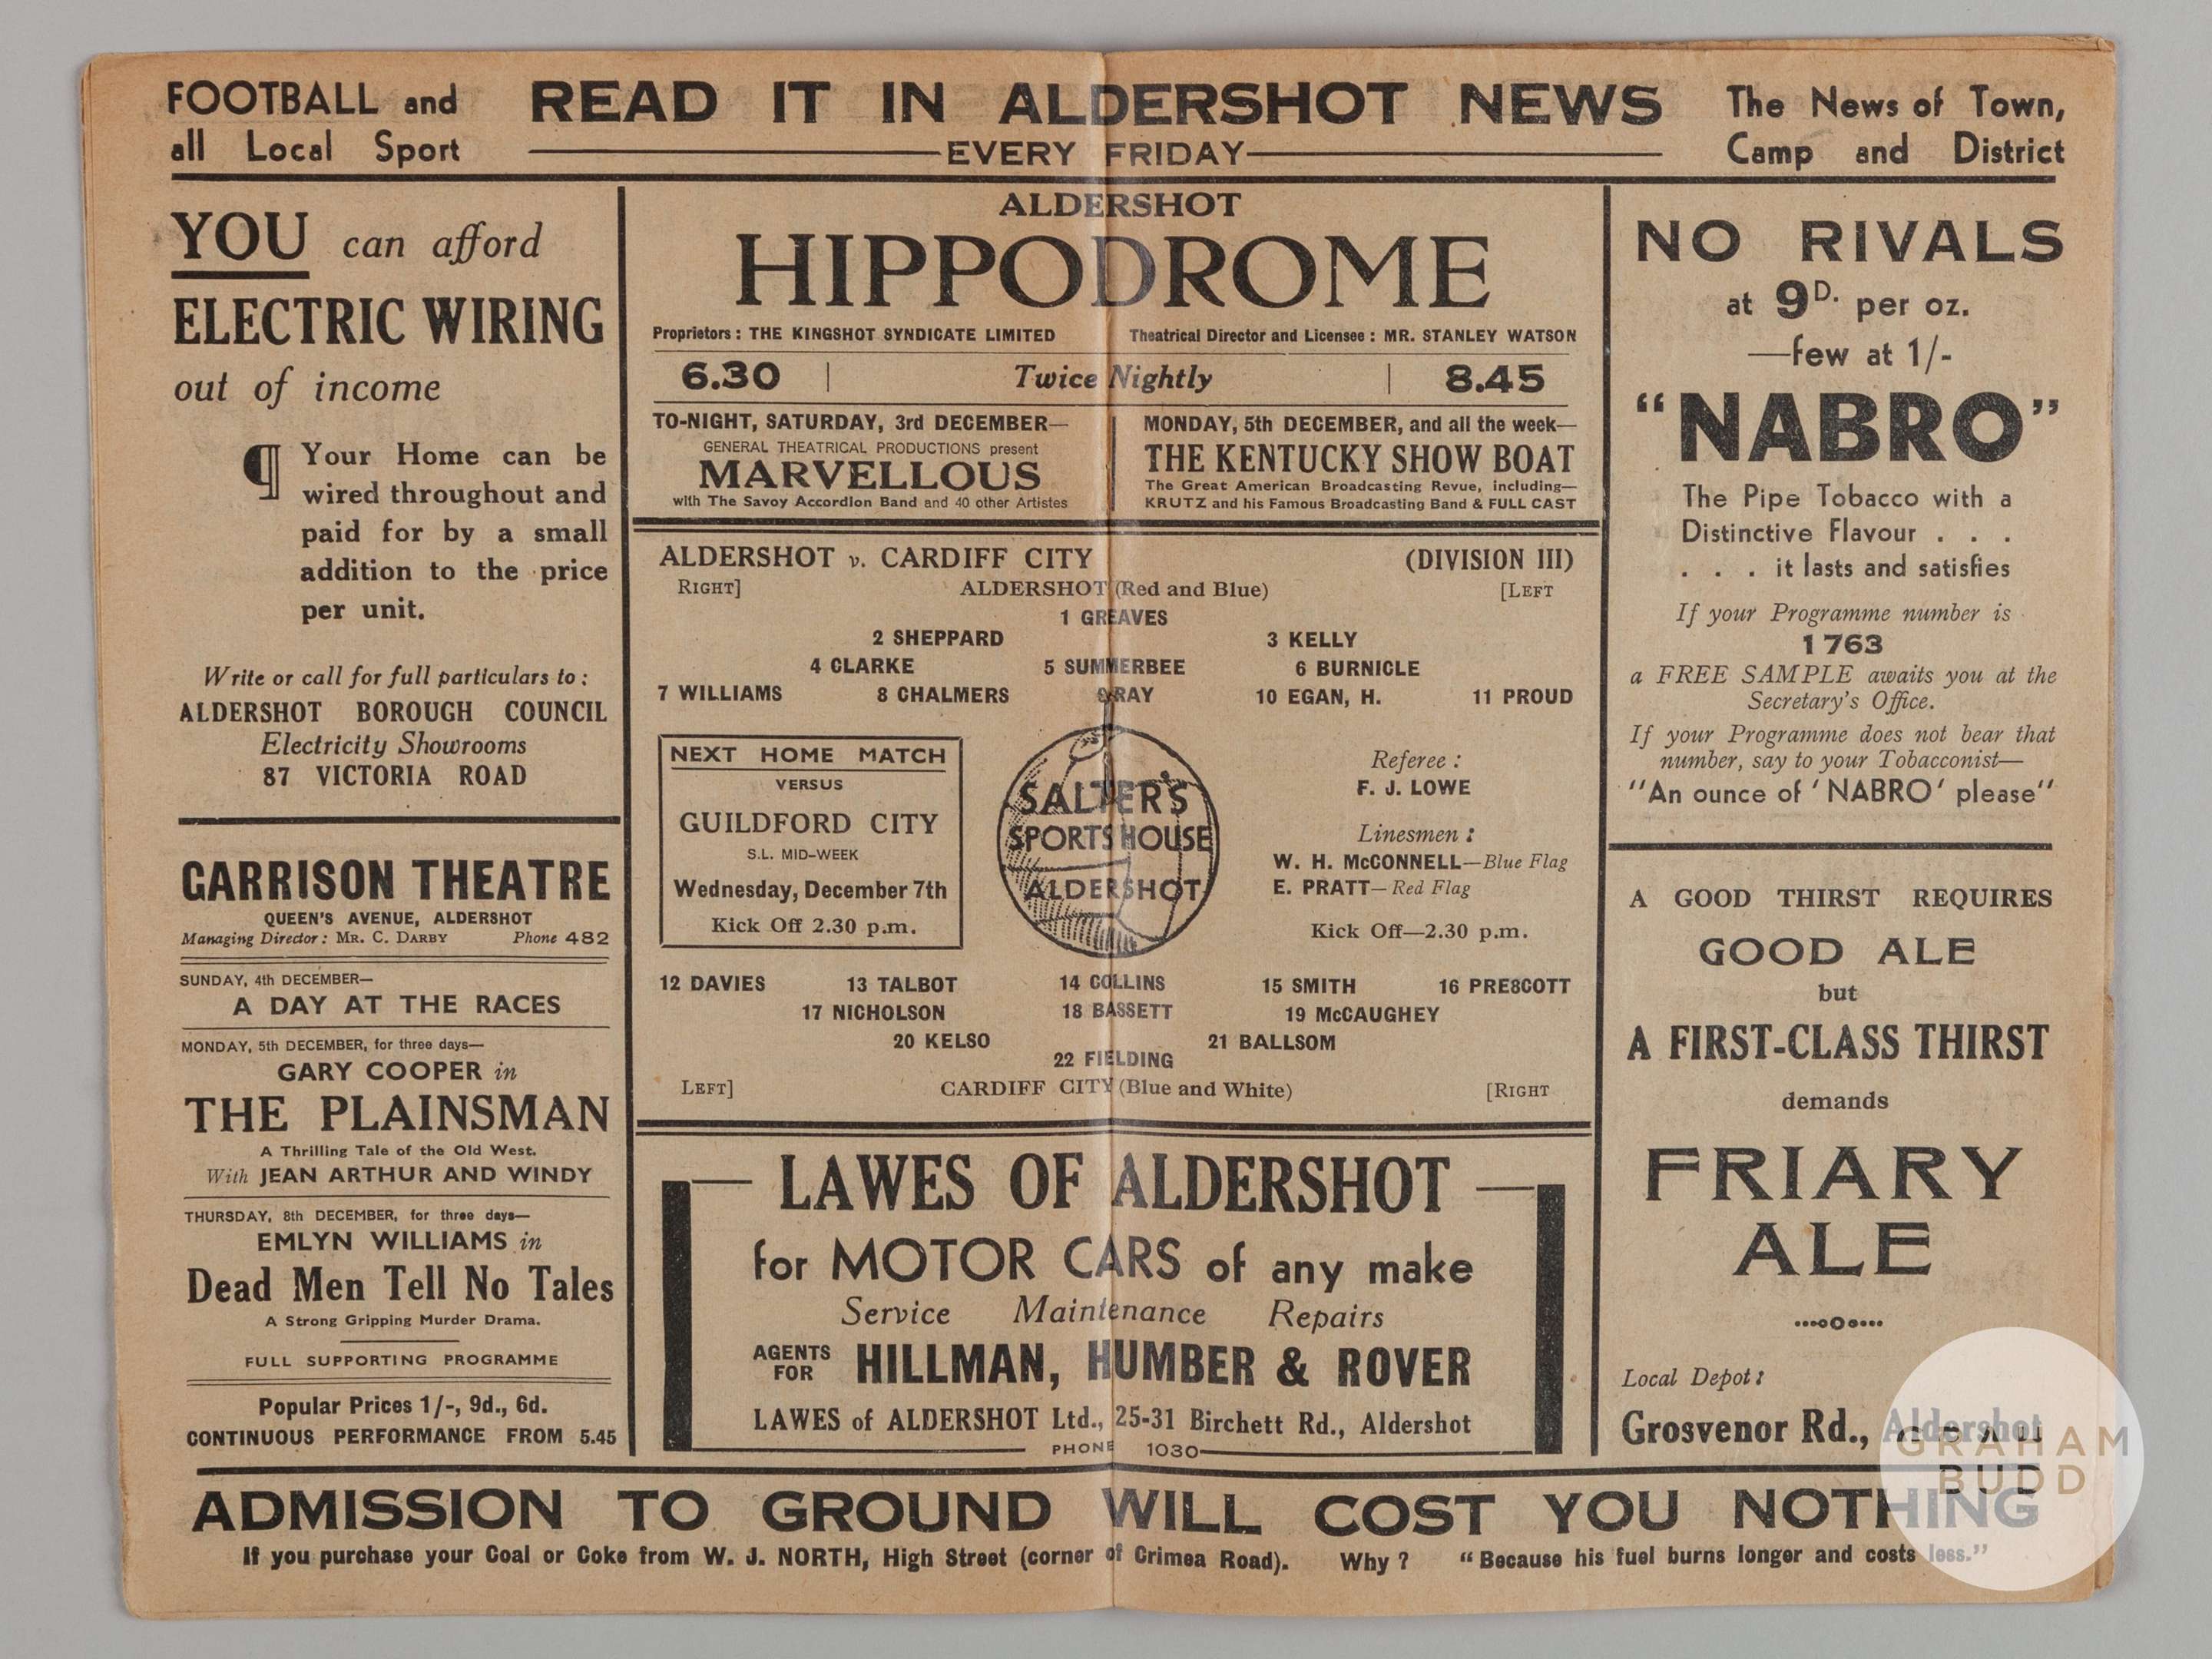 FOOTBALL and
all Local Sport
READ IT IN ALDERSHOT NEWS
EVERY FRIDAY
The News of Town,
Camp and District
YOU can afford
ELECTRIC WIRING
out of income
¶ Your Home can be
wired throughout and
paid for by a small
addition to the price
per unit.
Write or call for full particulars to :
ALDERSHOT BOROUGH COUNCIL
Electricity Showrooms
87 VICTORIA ROAD
GARRISON THEATRE
QUEEN'S AVENUE, ALDERSHOT
Managing Director : MR. C. DARBY Phone 482
SUNDAY, 4th DECEMBER—
A DAY AT THE RACES
MONDAY, 5th DECEMBER, for three days—
GARY COOPER in
THE PLAINSMAN
A Thrilling Tale of the Old West.
With JEAN ARTHUR AND WINDY
THURSDAY, 8th DECEMBER, for three days—
EMLYN WILLIAMS in
Dead Men Tell No Tales
A Strong Gripping Murder Drama.
FULL SUPPORTING PROGRAMME
Popular Prices 1/-, 9d., 6d.
CONTINUOUS PERFORMANCE FROM 5.45
ALDERSHOT
HIPPODROME
Proprietors : THE KINGSHOT SYNDICATE LIMITED Theatrical Director and Licensee : MR. STANLEY WATSON
6.30 | Twice Nightly | 8.45
TO-NIGHT, SATURDAY, 3rd DECEMBER—
GENERAL THEATRICAL PRODUCTIONS present
MARVELLOUS
with The Savoy Accordion Band and 40 other Artistes
MONDAY, 5th DECEMBER, and all the week—
THE KENTUCKY SHOW BOAT
The Great American Broadcasting Revue, including—
KRUTZ and his Famous Broadcasting Band & FULL CAST
ALDERSHOT v. CARDIFF CITY (DIVISION III)
RIGHT] ALDERSHOT (Red and Blue) [LEFT
1 GREAVES
2 SHEPPARD 3 KELLY
4 CLARKE 5 SUMMERBEE 6 BURNICLE
7 WILLIAMS 8 CHALMERS 9 RAY 10 EGAN, H. 11 PROUD
NEXT HOME MATCH
VERSUS
GUILDFORD CITY
S.L. MID-WEEK
Wednesday, December 7th
Kick Off 2.30 p.m.
SALTER'S
SPORTS HOUSE
ALDERSHOT
Referee :
F. J. LOWE
Linesmen :
W. H. McCONNELL—Blue Flag
E. PRATT—Red Flag
Kick Off—2.30 p.m.
12 DAVIES 13 TALBOT 14 COLLINS 15 SMITH 16 PRE8COTT
17 NICHOLSON 18 BASSETT 19 McCAUGHEY
20 KELSO 21 BALLSOM
22 FIELDING
LEFT] CARDIFF CITY (Blue and White) [RIGHT
LAWES OF ALDERSHOT
for MOTOR CARS of any make
Service Maintenance Repairs
AGENTS FOR HILLMAN, HUMBER & ROVER
LAWES of ALDERSHOT Ltd., 25-31 Birchett Rd., Aldershot
PHONE 1030
NO RIVALS
at 9D. per oz.
—few at 1/-
"NABRO"
The Pipe Tobacco with a
Distinctive Flavour . . .
. . . it lasts and satisfies
If your Programme number is
1763
a FREE SAMPLE awaits you at the
Secretary's Office.
If your Programme does not bear that
number, say to your Tobacconist—
"An ounce of 'NABRO' please"
A GOOD THIRST REQUIRES
GOOD ALE
but
A FIRST-CLASS THIRST
demands
FRIARY
ALE
Local Depot :
Grosvenor Rd., Aldershot
GRAHAM
BUDD
ADMISSION TO GROUND WILL COST YOU NOTHING
If you purchase your Coal or Coke from W. J. NORTH, High Street (corner of Crimea Road). Why ? "Because his fuel burns longer and costs less."